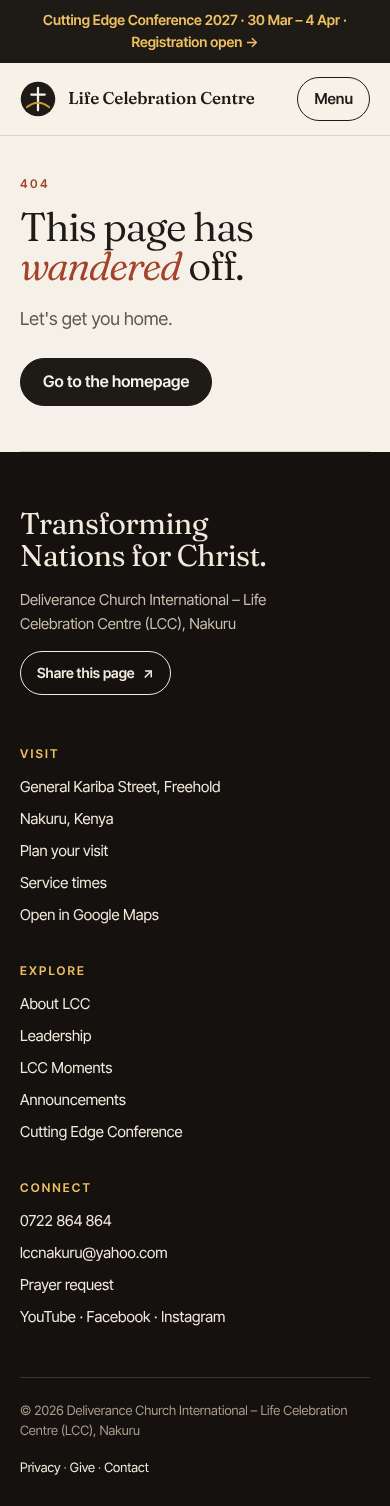 Cutting Edge Conference 2027 · 30 Mar – 4 Apr ·
Registration open →
Life Celebration Centre
Menu
404
This page has
wandered off.
Let's get you home.
Go to the homepage
Transforming
Nations for Christ.
Deliverance Church International – Life
Celebration Centre (LCC), Nakuru
Share this page ↗
VISIT
General Kariba Street, Freehold
Nakuru, Kenya
Plan your visit
Service times
Open in Google Maps
EXPLORE
About LCC
Leadership
LCC Moments
Announcements
Cutting Edge Conference
CONNECT
0722 864 864
lccnakuru@yahoo.com
Prayer request
YouTube · Facebook · Instagram
© 2026 Deliverance Church International – Life Celebration
Centre (LCC), Nakuru
Privacy · Give · Contact